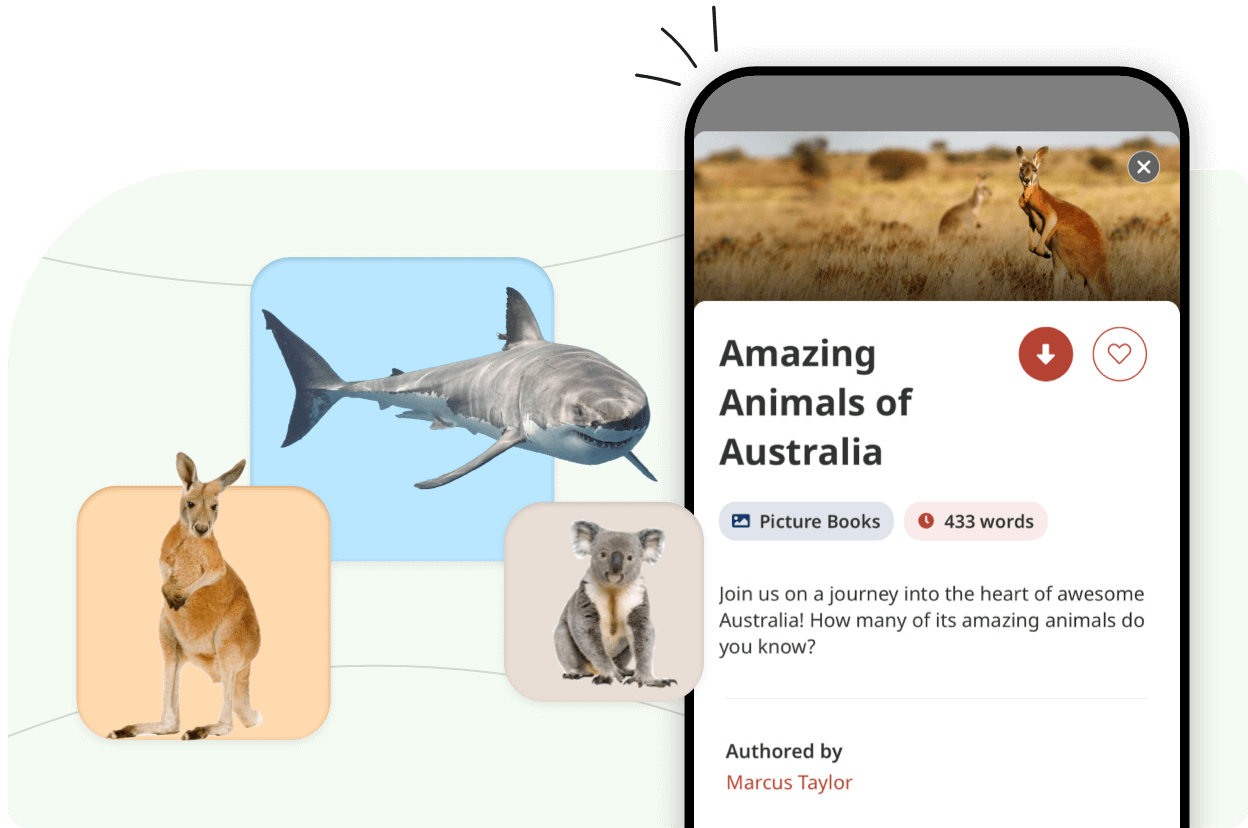 Amazing
Animals of
Australia
Picture Books
433 words
Join us on a journey into the heart of awesome
Australia! How many of its amazing animals do
you know?
Authored by
Marcus Taylor